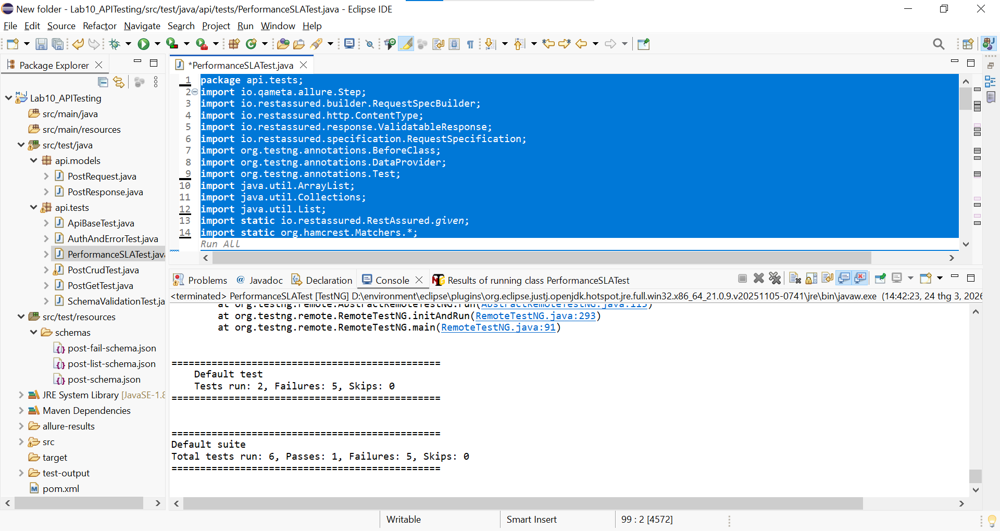 New folder - Lab10_APITesting/src/test/java/api/tests/PerformanceSLATest.java - Eclipse IDE
File Edit Source Refactor Navigate Search Project Run Window Help
Package Explorer
Lab10_APITesting
src/main/java
src/main/resources
src/test/java
api.models
PostRequest.java
PostResponse.java
api.tests
ApiBaseTest.java
AuthAndErrorTest.java
PerformanceSLATest.java
PostCrudTest.java
PostGetTest.java
SchemaValidationTest.ja
src/test/resources
schemas
post-fail-schema.json
post-list-schema.json
post-schema.json
JRE System Library [JavaSE-1.8
Maven Dependencies
allure-results
src
target
test-output
pom.xml
*PerformanceSLATest.java
1 package api.tests;
2 import io.qameta.allure.Step;
3 import io.restassured.builder.RequestSpecBuilder;
4 import io.restassured.http.ContentType;
5 import io.restassured.response.ValidatableResponse;
6 import io.restassured.specification.RequestSpecification;
7 import org.testng.annotations.BeforeClass;
8 import org.testng.annotations.DataProvider;
9 import org.testng.annotations.Test;
10 import java.util.ArrayList;
11 import java.util.Collections;
12 import java.util.List;
13 import static io.restassured.RestAssured.given;
14 import static org.hamcrest.Matchers.*;
Run All
Problems @ Javadoc Declaration Console Results of running class PerformanceSLATest
<terminated> PerformanceSLATest [TestNG] D:\environment\eclipse\plugins\org.eclipse.justj.openjdk.hotspot.jre.full.win32.x86_64_21.0.9.v20251105-0741\jre\bin\javaw.exe (14:42:23, 24 thg 3, 2026
at org.testng.remote.AbstractRemoteTestNG.run(AbstractRemoteTestNG.java:115)
at org.testng.remote.RemoteTestNG.initAndRun(RemoteTestNG.java:293)
at org.testng.remote.RemoteTestNG.main(RemoteTestNG.java:91)
===============================================
Default test
Tests run: 2, Failures: 5, Skips: 0
===============================================
===============================================
Default suite
Total tests run: 6, Passes: 1, Failures: 5, Skips: 0
===============================================
Writable Smart Insert 99 : 2 [4572]